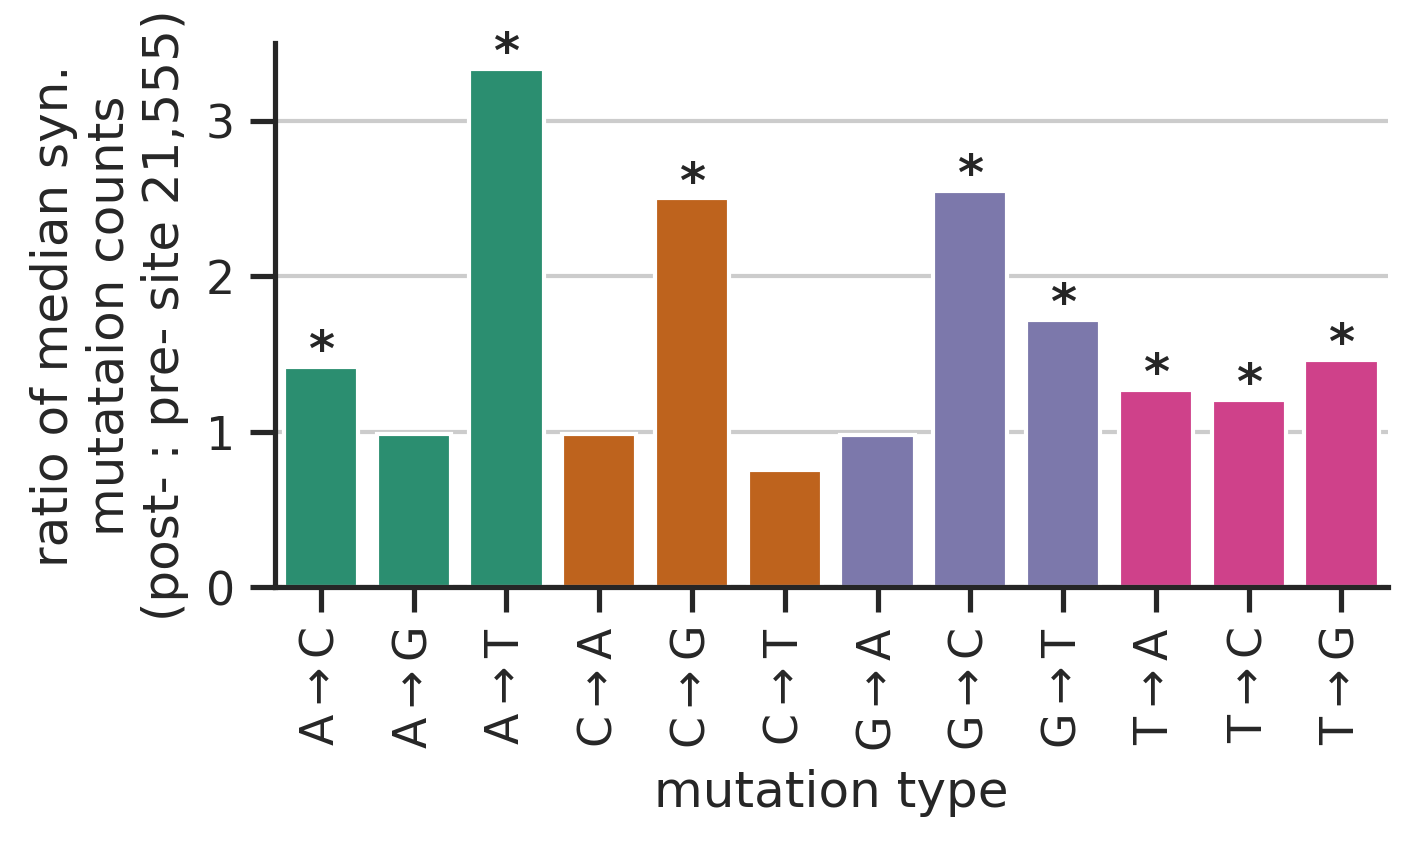 ratio of median syn.
mutataion counts
(post- : pre- site 21,555)
3
2
1
0
*
*
*
*
*
*
*
*
A→C
A→G
A→T
C→A
C→G
C→T
G→A
G→C
G→T
T→A
T→C
T→G
mutation type